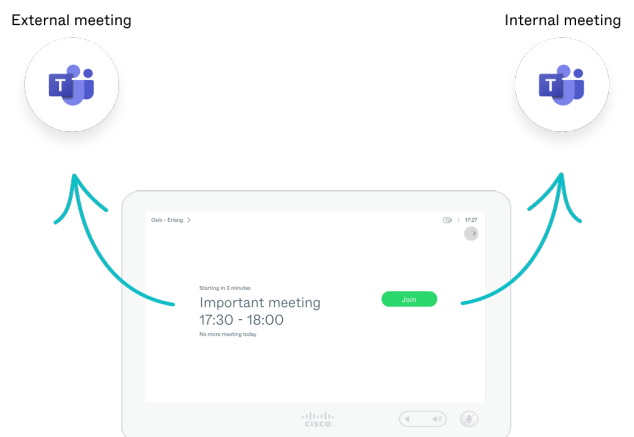 External meeting
Internal meeting
T
T
Oslo - Erlang >
17:27
Starting in 3 minutes
Important meeting
17:30 - 18:00
No more meeting today
Join
CISCO